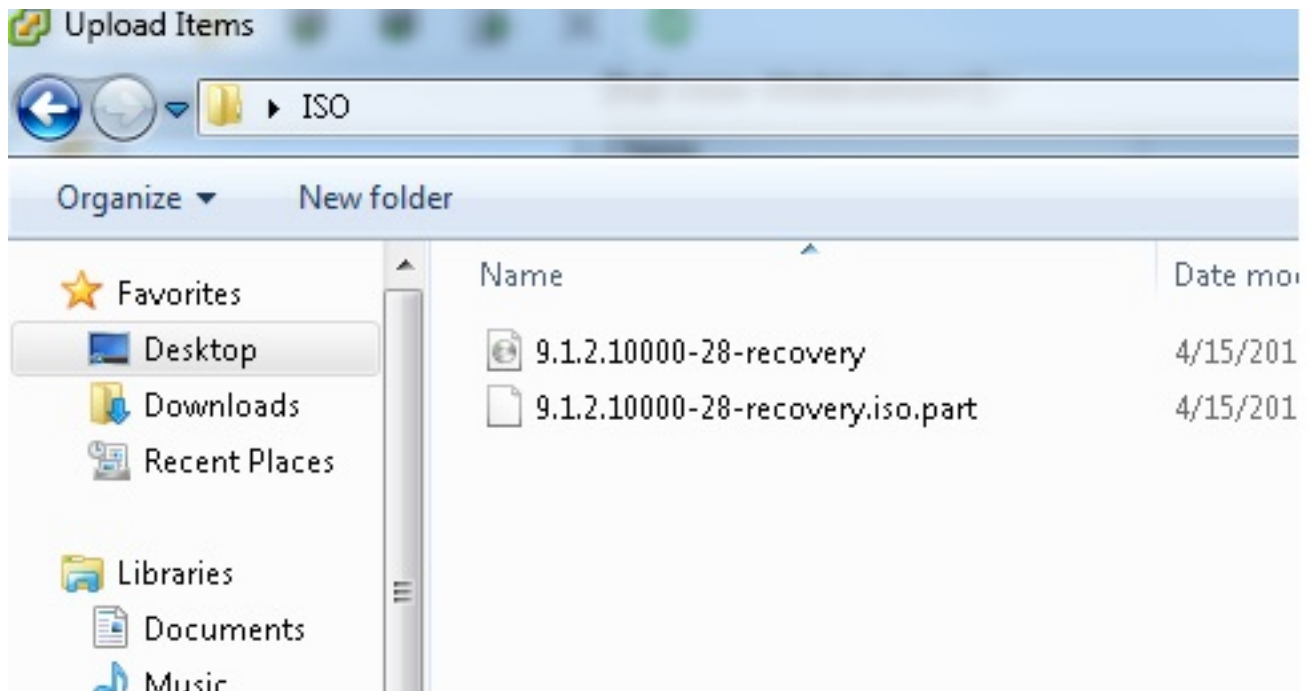 Upload Items
ISO
Organize
New folder
Favorites
Desktop
Downloads
Recent Places
Libraries
Documents
Music
Name
Date mo
9.1.2.10000-28-recovery
4/15/201
9.1.2.10000-28-recovery.iso.part
4/15/201